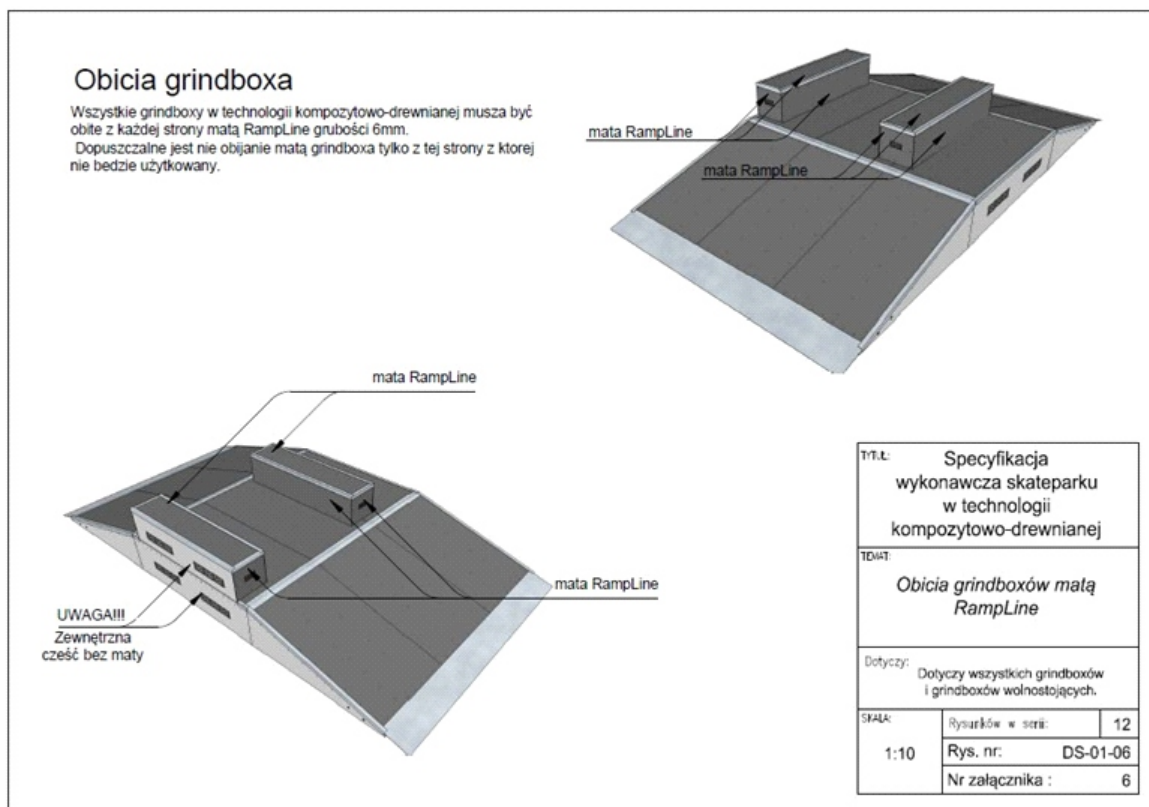 Obicia grindboxa
Wszystkie grindboxy w technologii kompozytowo-drewnianej musza być
obite z każdej strony matą RampLine grubości 6mm.
Dopuszczalne jest nie obijanie matą grindboxa tylko z tej strony z ktorej
nie bedzie użytkowany.
mata RampLine
mata RampLine
mata RampLine
mata RampLine
UWAGA!!!
Zewnętrzna
cześć bez maty
TYTUŁ:
Specyfikacja
wykonawcza skateparku
w technologii
kompozytowo-drewnianej
TEMAT:
Obicia grindboxów matą
RampLine
Dotyczy:
Dotyczy wszystkich grindboxów
i grindboxów wolnostojących.
SKALA:
1:10
Rysunków w serii: 12
Rys. nr: DS-01-06
Nr załącznika : 6